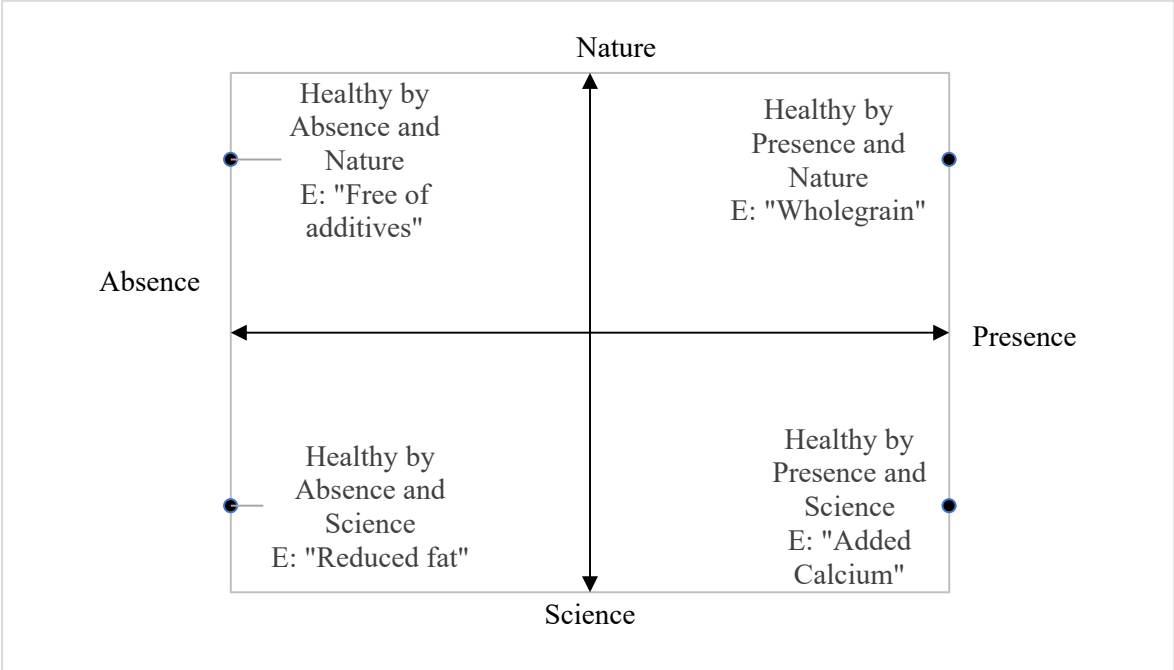 Nature
Healthy by
Absence and
Nature
E: "Free of
additives"
Healthy by
Presence and
Nature
E: "Wholegrain"
Absence
Presence
Healthy by
Absence and
Science
E: "Reduced fat"
Healthy by
Presence and
Science
E: "Added
Calcium"
Science